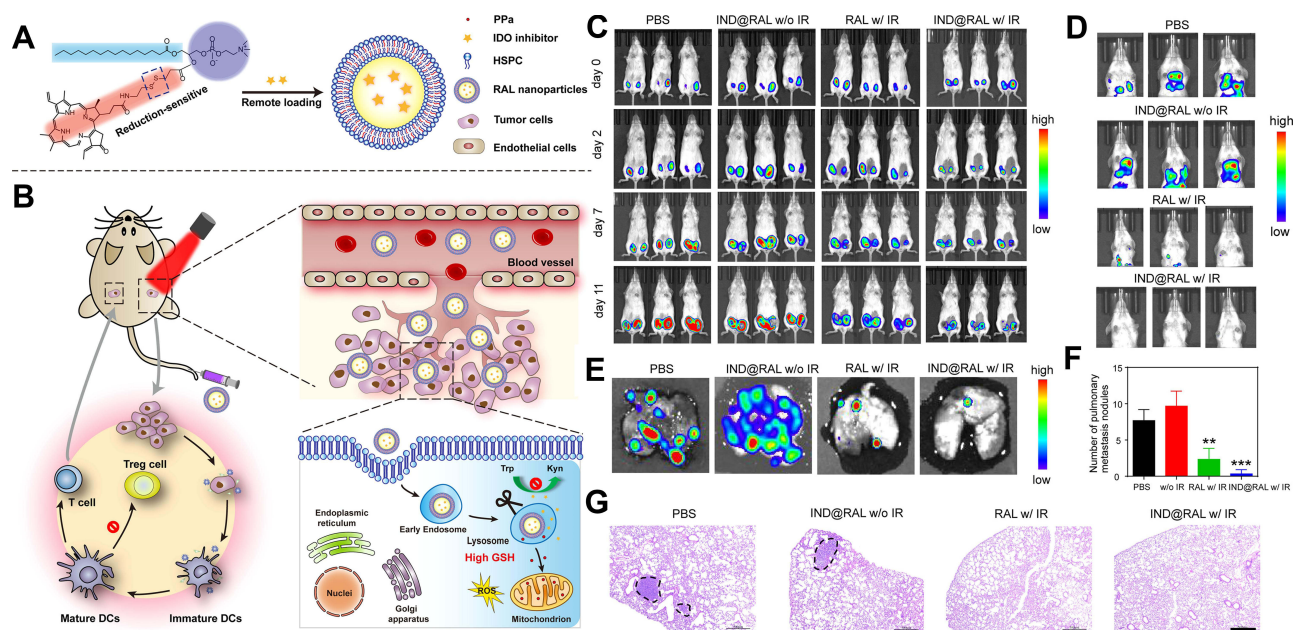 A
O
O
N
O
O
P
O
O
S
S
HN
O
NH
N
N
HN
O
Reduction-sensitive
Remote loading
PPa
IDO inhibitor
HSPC
RAL nanoparticles
Tumor cells
Endothelial cells
B
Blood vessel
T cell
Treg cell
Mature DCs
Immature DCs
Trp
Kyn
Endoplasmic
reticulum
Early Endosome
Lysosome
High GSH
Nuclei
Golgi
apparatus
ROS
Mitochondrion
C
PBS
IND@RAL w/o IR
RAL w/ IR
IND@RAL w/ IR
day 0
day 2
day 7
day 11
high
low
D
PBS
IND@RAL w/o IR
RAL w/ IR
IND@RAL w/ IR
high
low
E
PBS
IND@RAL w/o IR
RAL w/ IR
IND@RAL w/ IR
high
low
F
Number of pulmonary
metastasis nodules
15
10
5
0
**
***
PBS
w/o IR
RAL w/ IR
IND@RAL w/ IR
G
PBS
IND@RAL w/o IR
RAL w/ IR
IND@RAL w/ IR